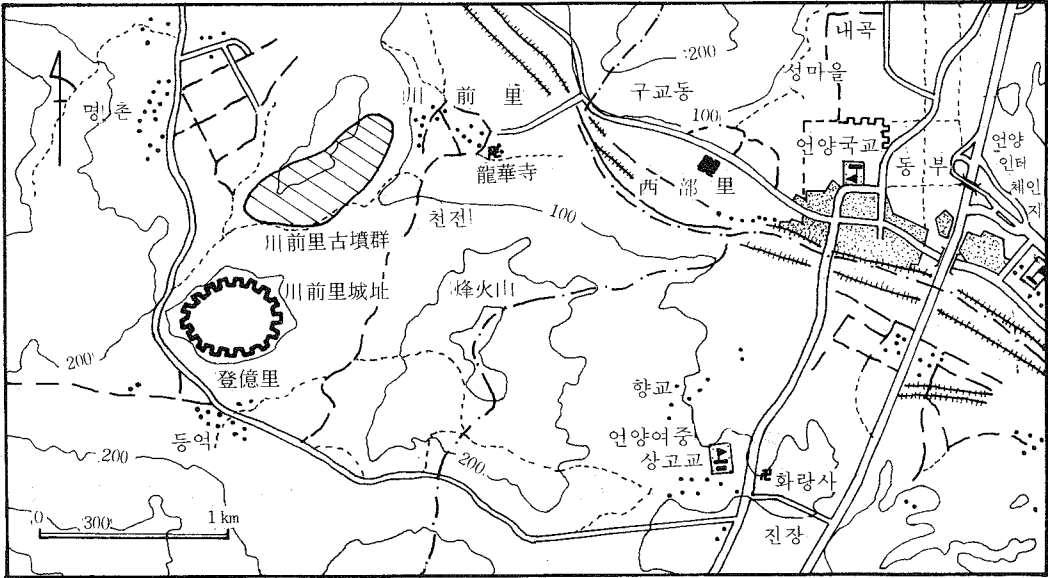 내곡
200
성마을
명촌
川前里
구교동
100
언양국교
언양
인터
체인
지
동부
龍華寺
西部里
천전
100
川前里古墳群
川前里城址
烽火山
200
登億里
향교
등억
언양여중
상고교
200
200
화랑사
0 300 1km
진장